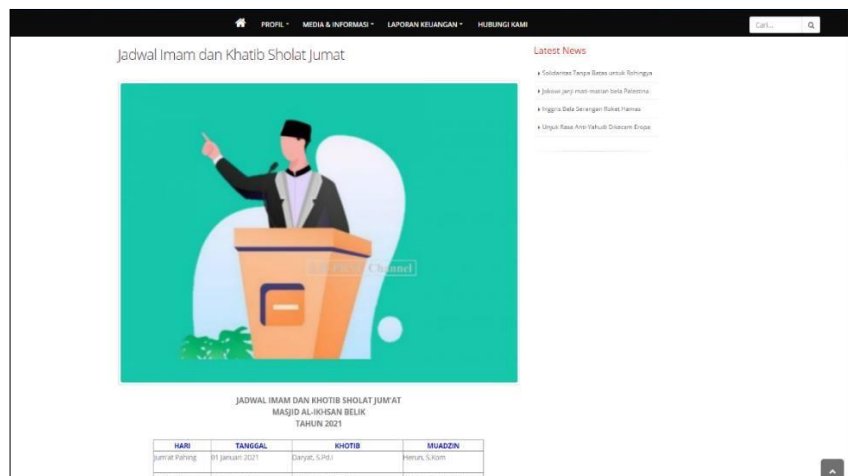 PROFIL
MEDIA & INFORMASI
LAPORAN KEUANGAN
HUBUNGI KAMI
Cari...
Jadwal Imam dan Khatib Sholat Jumat
Channel
JADWAL IMAM DAN KHOTIB SHOLAT JUM'AT
MASJID AL-IKHSAN BELIK
TAHUN 2021
HARI TANGGAL KHOTIB MUADZIN
Jum'at Pahing 01 Januari 2021 Daryat, S.Pd.I Herun, S.Kom
Latest News
Solidaritas Tanpa Batas untuk Rohingya
Jokowi janji mati-matian bela Palestina
Inggris Bela Serangan Roket Hamas
Unjuk Rasa Anti-Yahudi Dikecam Eropa